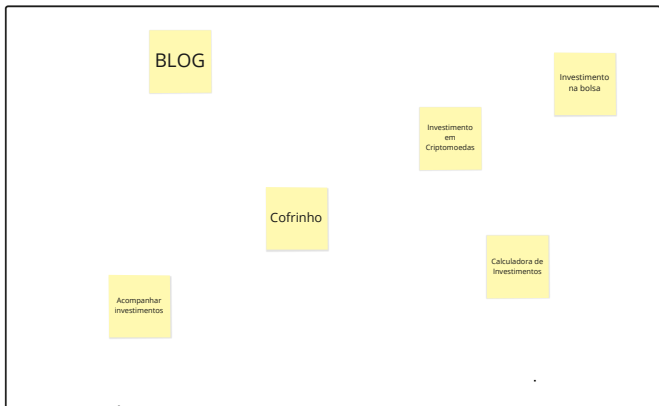 BLOG
Investimento
na bolsa
Investimento
em
Criptomoedas
Cofrinho
Calculadora de
Investimentos
Acompanhar
investimentos